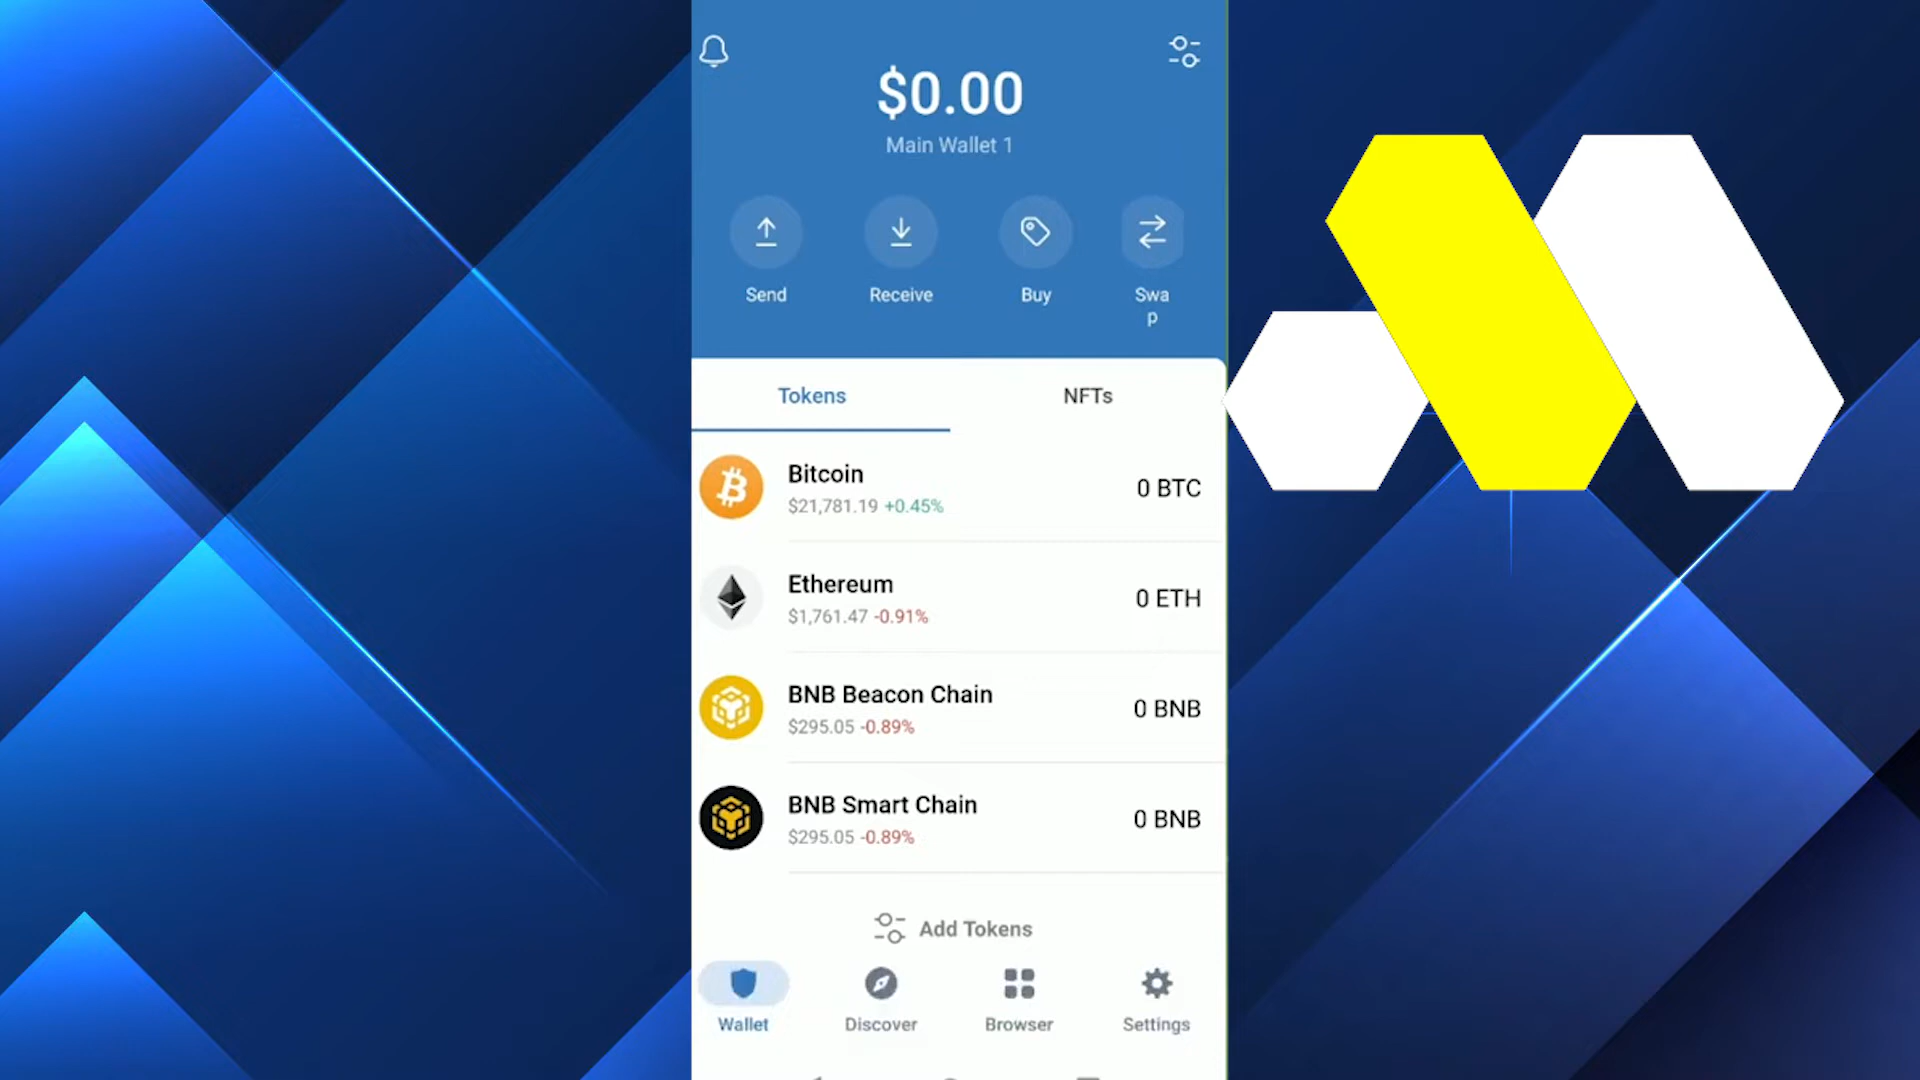 $0.00
Main Wallet 1
Send
Receive
Buy
Swa
p
Tokens
NFTs
Bitcoin
$21,781.19 +0.45%
0 BTC
Ethereum
$1,761.47 -0.91%
0 ETH
BNB Beacon Chain
$295.05 -0.89%
0 BNB
BNB Smart Chain
$295.05 -0.89%
0 BNB
Add Tokens
Wallet
Discover
Browser
Settings